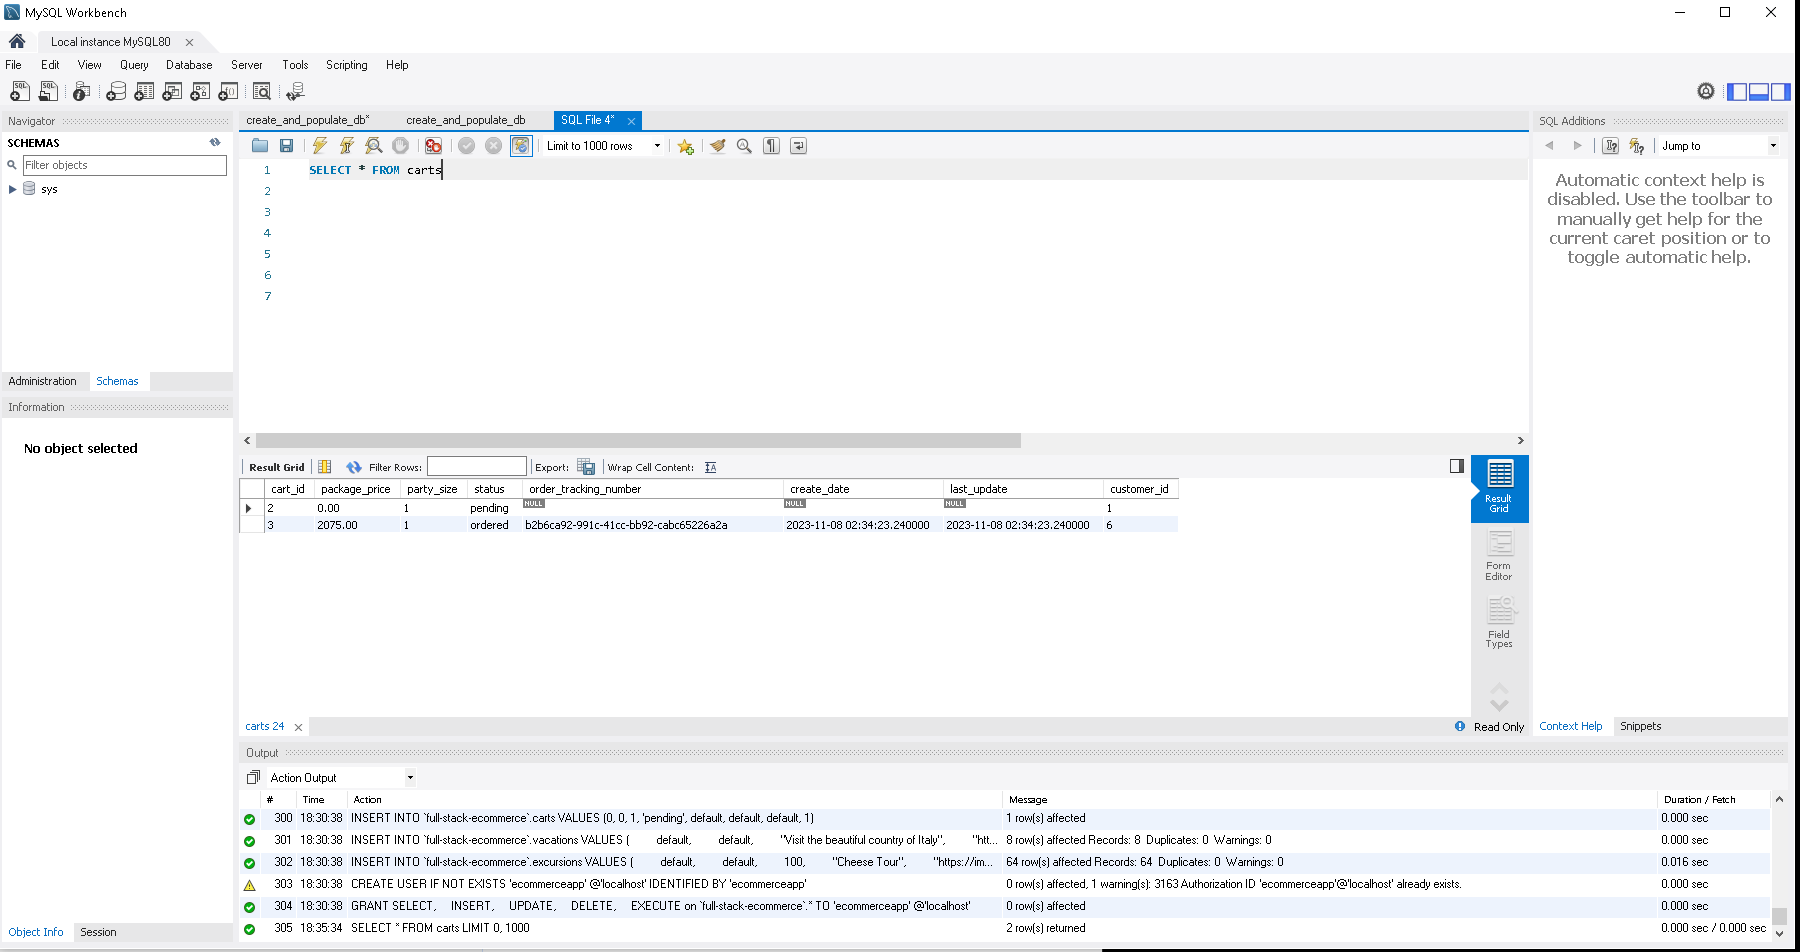 MySQL Workbench
Local instance MySQL80
File Edit View Query Database Server Tools Scripting Help
Navigator
SCHEMAS
Filter objects
sys
Administration Schemas
Information
No object selected
Object Info Session
create_and_populate_db* create_and_populate_db SQL File 4*
Limit to 1000 rows
1 SELECT * FROM carts
2
3
4
5
6
7
Result Grid Filter Rows: Export: Wrap Cell Content:
cart_id package_price party_size status order_tracking_number create_date last_update customer_id
2 0.00 1 pending NULL NULL NULL 1
3 2075.00 1 ordered b2b6ca92-991c-41cc-bb92-cabc65226a2a 2023-11-08 02:34:23.240000 2023-11-08 02:34:23.240000 6
Result
Grid
Form
Editor
Field
Types
carts 24 Read Only
SQL Additions
Jump to
Automatic context help is
disabled. Use the toolbar to
manually get help for the
current caret position or to
toggle automatic help.
Context Help Snippets
Output
Action Output
# Time Action Message Duration / Fetch
300 18:30:38 INSERT INTO `full-stack-ecommerce`.carts VALUES (0, 0, 1, 'pending', default, default, default, 1) 1 row(s) affected 0.000 sec
301 18:30:38 INSERT INTO `full-stack-ecommerce`.vacations VALUES ( default, default, "Visit the beautiful country of Italy", "htt... 8 row(s) affected Records: 8 Duplicates: 0 Warnings: 0 0.000 sec
302 18:30:38 INSERT INTO `full-stack-ecommerce`.excursions VALUES ( default, default, 100, "Cheese Tour", "https://im... 64 row(s) affected Records: 64 Duplicates: 0 Warnings: 0 0.016 sec
303 18:30:38 CREATE USER IF NOT EXISTS 'ecommerceapp'@'localhost' IDENTIFIED BY 'ecommerceapp' 0 row(s) affected, 1 warning(s): 3163 Authorization ID 'ecommerceapp'@'localhost' already exists. 0.000 sec
304 18:30:38 GRANT SELECT, INSERT, UPDATE, DELETE, EXECUTE on `full-stack-ecommerce`.* TO 'ecommerceapp'@'localhost' 0 row(s) affected 0.000 sec
305 18:35:34 SELECT * FROM carts LIMIT 0, 1000 2 row(s) returned 0.000 sec / 0.000 sec